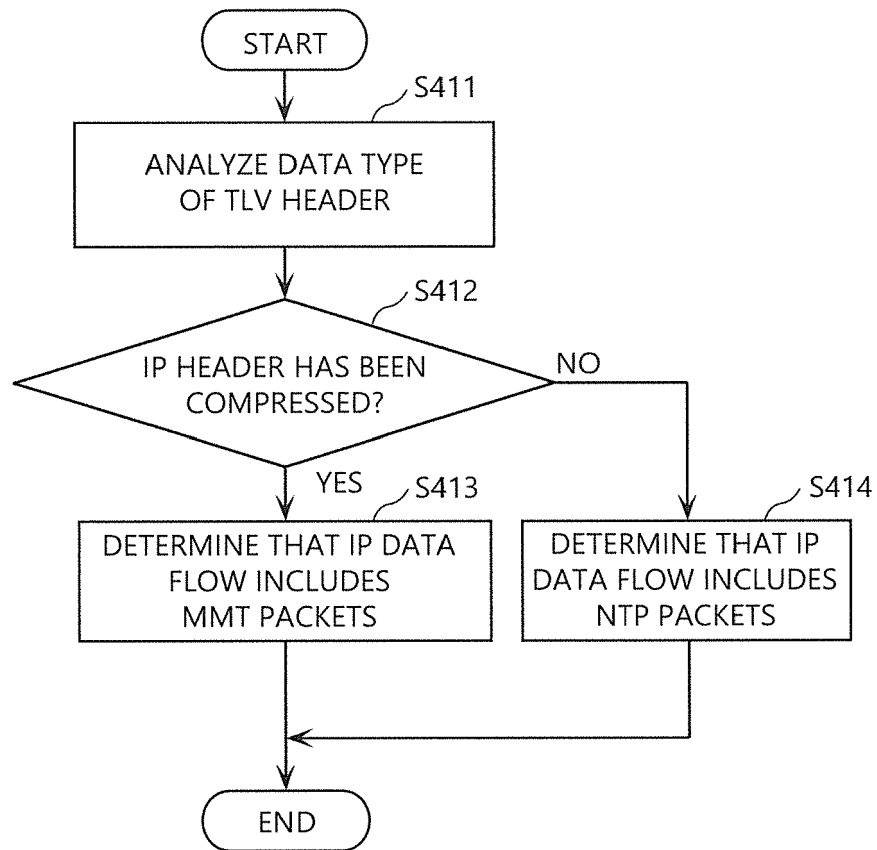 START
S411
ANALYZE DATA TYPE
OF TLV HEADER
S412
IP HEADER HAS BEEN
COMPRESSED?
NO
YES
S413
DETERMINE THAT IP DATA
FLOW INCLUDES
MMT PACKETS
S414
DETERMINE THAT IP
DATA FLOW INCLUDES
NTP PACKETS
END